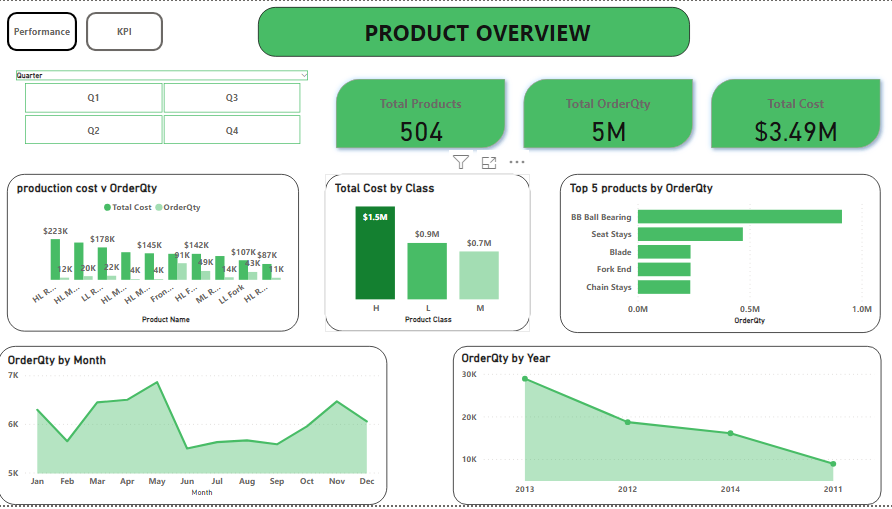 Performance
KPI
PRODUCT OVERVIEW
Quarter
Q1
Q3
Q2
Q4
Total Products
504
Total OrderQty
5M
Total Cost
$3.49M
production cost v OrderQty
Total Cost OrderQty
$223K
$178K
$145K
$142K
$107K
$87K
12K
20K
22K
4K
4K
91K
49K
14K
43K
11K
HL R...
HL M...
LL R...
HL M...
HL M...
Fron...
HL F...
ML R...
LL Fork
HL R...
Product Name
Total Cost by Class
$1.5M
$0.9M
$0.7M
H L M
Product Class
Top 5 products by OrderQty
BB Ball Bearing
Seat Stays
Blade
Fork End
Chain Stays
0.0M 0.5M 1.0M
OrderQty
OrderQty by Month
7K
6K
5K
Jan Feb Mar Apr May Jun Jul Aug Sep Oct Nov Dec
Month
OrderQty by Year
30K
20K
10K
2013 2012 2014 2011